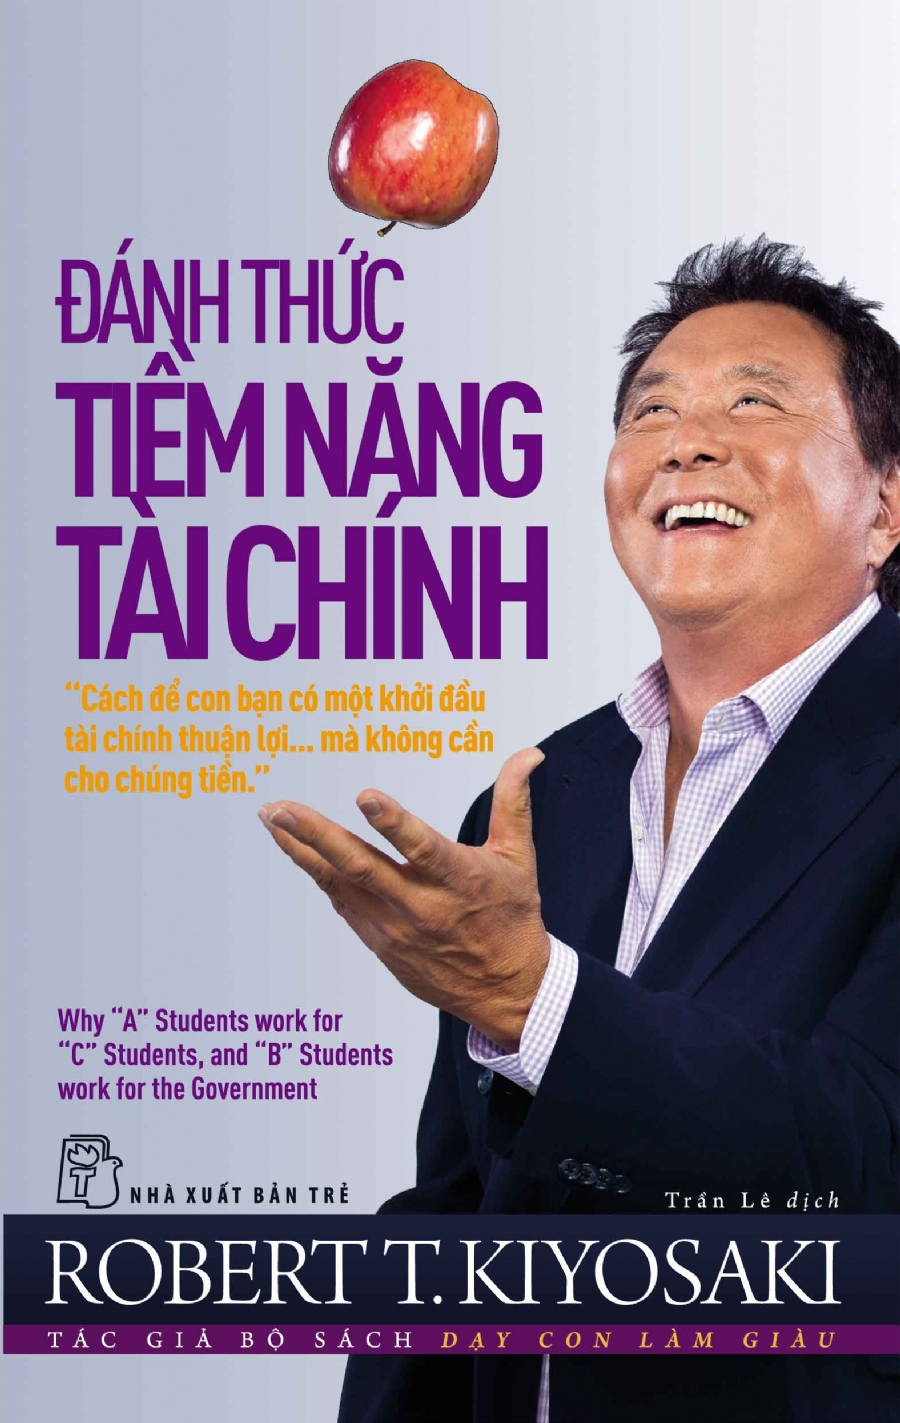 ĐÁNH THỨC
TIỀM NĂNG
TÀI CHÍNH
“Cách để con bạn có một khởi đầu
tài chính thuận lợi... mà không cần
cho chúng tiền.”
Why “A” Students work for
“C” Students, and “B” Students
work for the Government
T
NHÀ XUẤT BẢN TRẺ
Trần Lê dịch
ROBERT T. KIYOSAKI
TÁC GIẢ BỘ SÁCH DẠY CON LÀM GIÀU